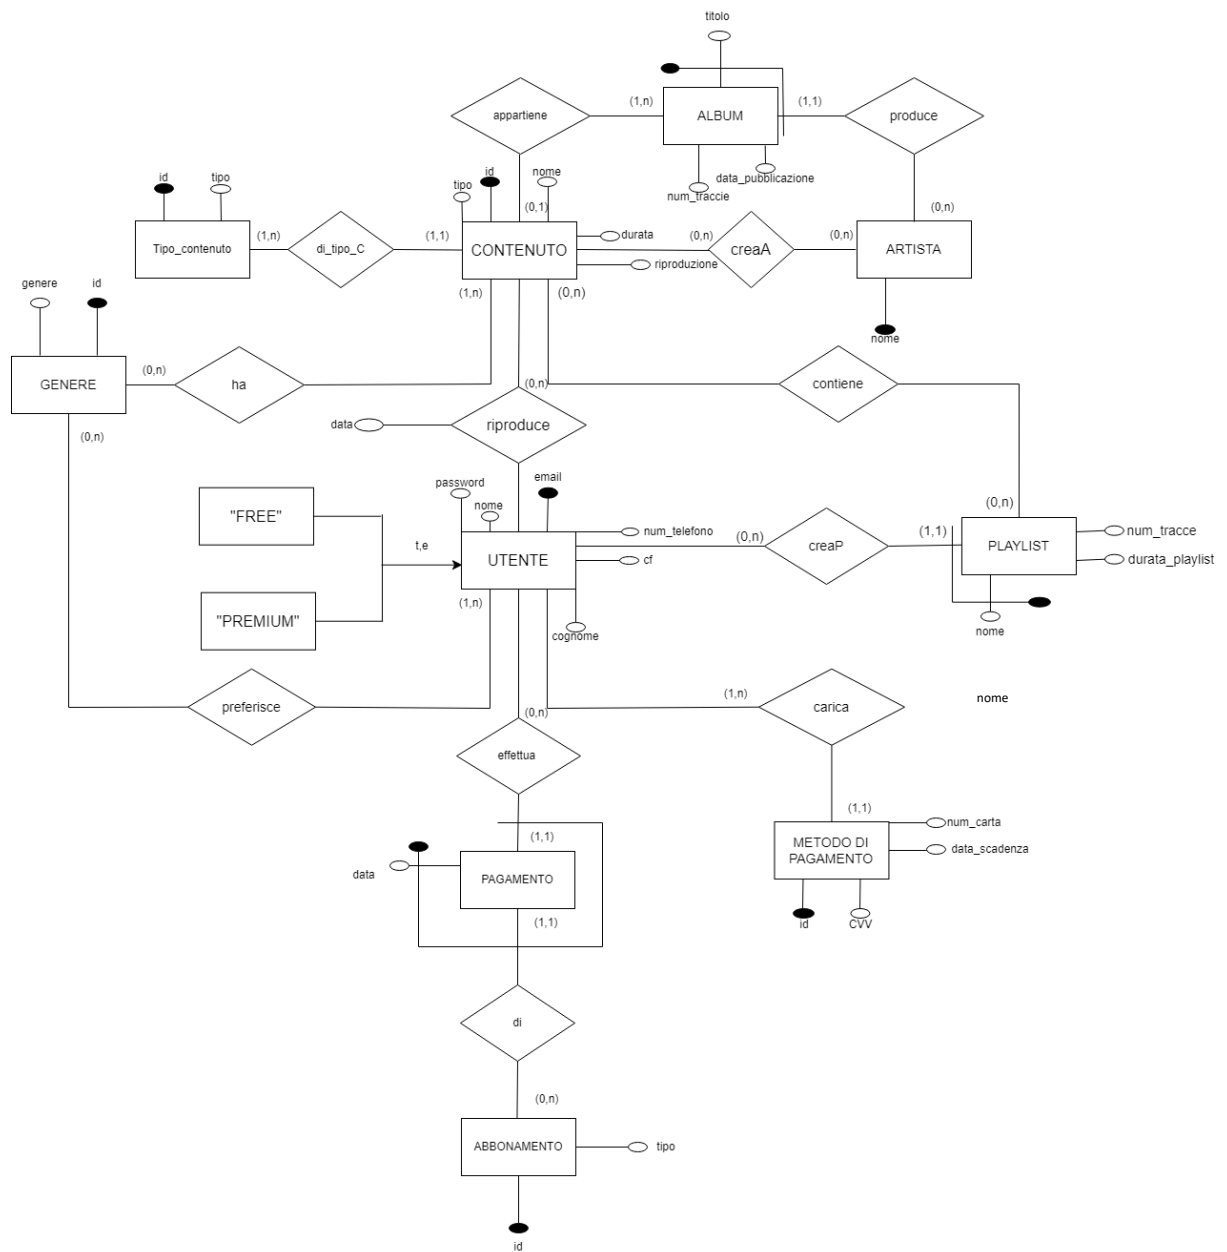 titolo
(1,n)
ALBUM
(1,1)
appartiene
produce
data_pubblicazione
num_traccie
id
tipo
tipo
id
nome
(0,1)
(0,n)
durata
(1,n)
(1,1)
(0,n)
(0,n)
Tipo_contenuto
di_tipo_C
CONTENUTO
creaA
ARTISTA
riproduzione
genere
id
(1,n)
(0,n)
nome
(0,n)
GENERE
ha
(0,n)
contiene
data
riproduce
(0,n)
password
email
nome
"FREE"
num_telefono
(0,n)
(0,n)
(1,1)
num_tracce
t,e
UTENTE
creaP
PLAYLIST
cf
durata_playlist
(1,n)
"PREMIUM"
cognome
nome
(1,n)
nome
preferisce
(0,n)
carica
effettua
(1,1)
num_carta
(1,1)
METODO DI
PAGAMENTO
data_scadenza
data
PAGAMENTO
(1,1)
id
CVV
di
(0,n)
ABBONAMENTO
tipo
id